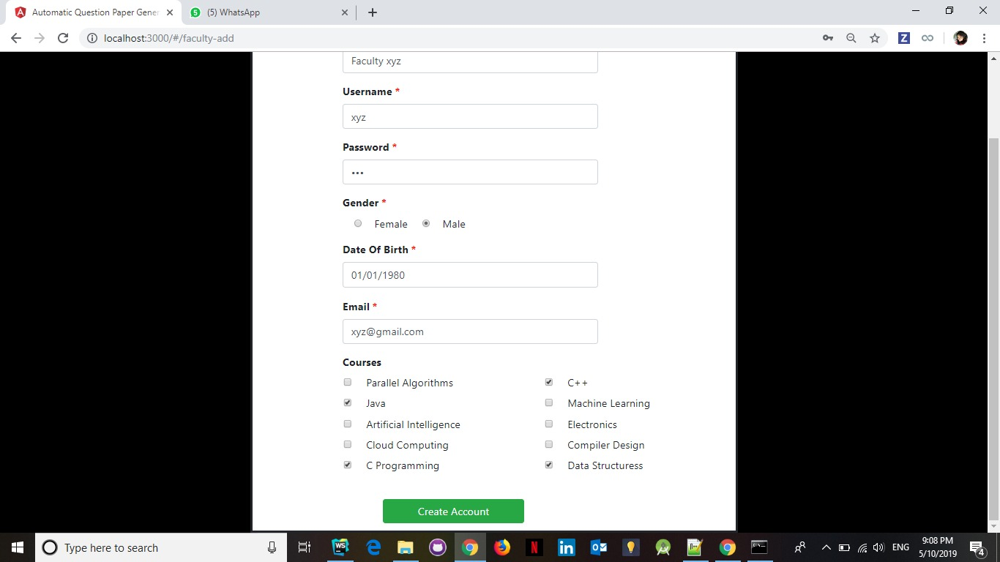 Automatic Question Paper Gener
(5) WhatsApp
localhost:3000/#/faculty-add
Faculty xyz
Username *
xyz
Password *
•••
Gender *
Female Male
Date Of Birth *
01/01/1980
Email *
xyz@gmail.com
Courses
Parallel Algorithms C++
Java Machine Learning
Artificial Intelligence Electronics
Cloud Computing Compiler Design
C Programming Data Structuress
Create Account
Type here to search
ENG
9:08 PM
5/10/2019
4